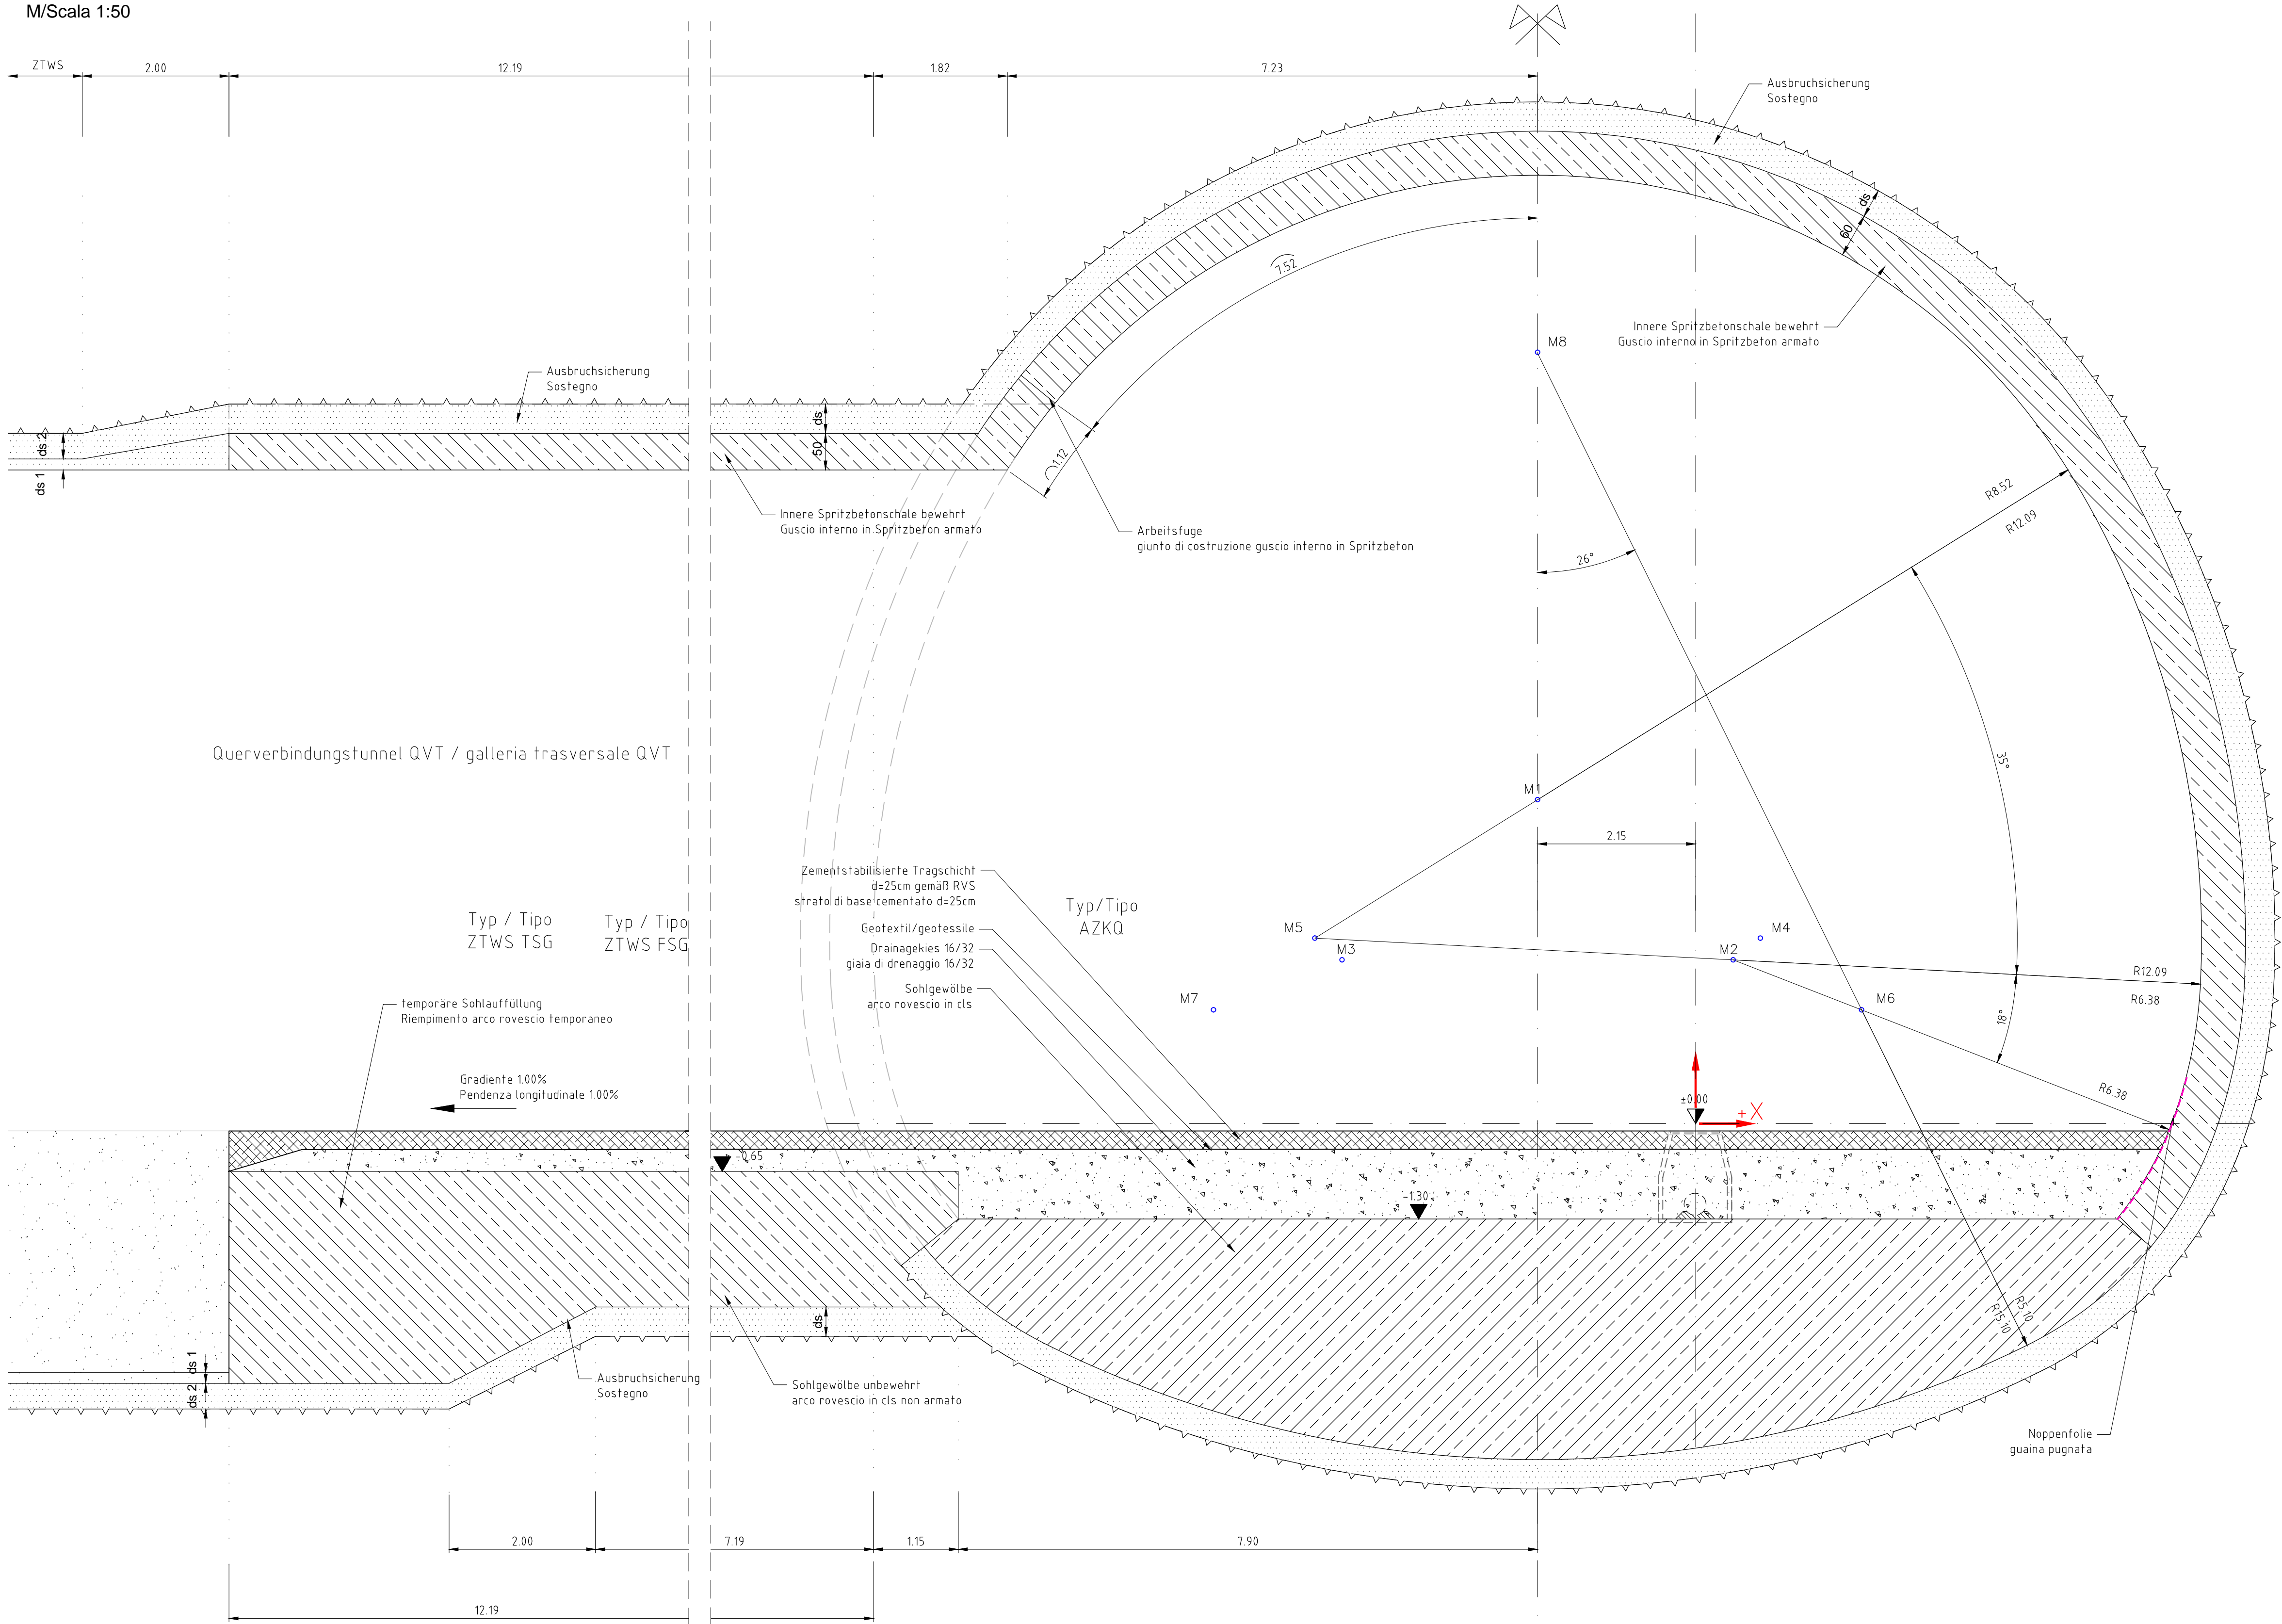 M/Scala 1:50
ZTWS
2.00
12.19
1.82
7.23
Ausbruchsicherung
Sostegno
ds
60
7.52
Innere Spritzbetonschale bewehrt
Guscio interno in Spritzbeton armato
M8
Ausbruchsicherung
Sostegno
ds
50
ds 2
ds 1
1.12
Innere Spritzbetonschale bewehrt
Guscio interno in Spritzbeton armato
Arbeitsfuge
giunto di costruzione guscio interno in Spritzbeton
R8.52
R12.09
26°
Querverbindungstunnel QVT / galleria trasversale QVT
35°
M1
2.15
Zementstabilisierte Tragschicht
d=25cm gemäß RVS
strato di base cementato d=25cm
Typ / Tipo
ZTWS TSG
Typ / Tipo
ZTWS FSG
Typ/Tipo
AZKQ
Geotextil/geotessile
Drainagekies 16/32
giaia di drenaggio 16/32
M5
M3
M2
M4
R12.09
R6.38
Sohlgewölbe
arco rovescio in cls
M7
M6
18°
temporäre Sohlauffüllung
Riempimento arco rovescio temporaneo
Gradiente 1.00%
Pendenza longitudinale 1.00%
R6.38
±0.00
+X
-0.65
-1.30
R5.10
R15.10
ds
ds 1
ds 2
Ausbruchsicherung
Sostegno
Sohlgewölbe unbewehrt
arco rovescio in cls non armato
Noppenfolie
guaina pugnata
2.00
7.19
1.15
7.90
12.19